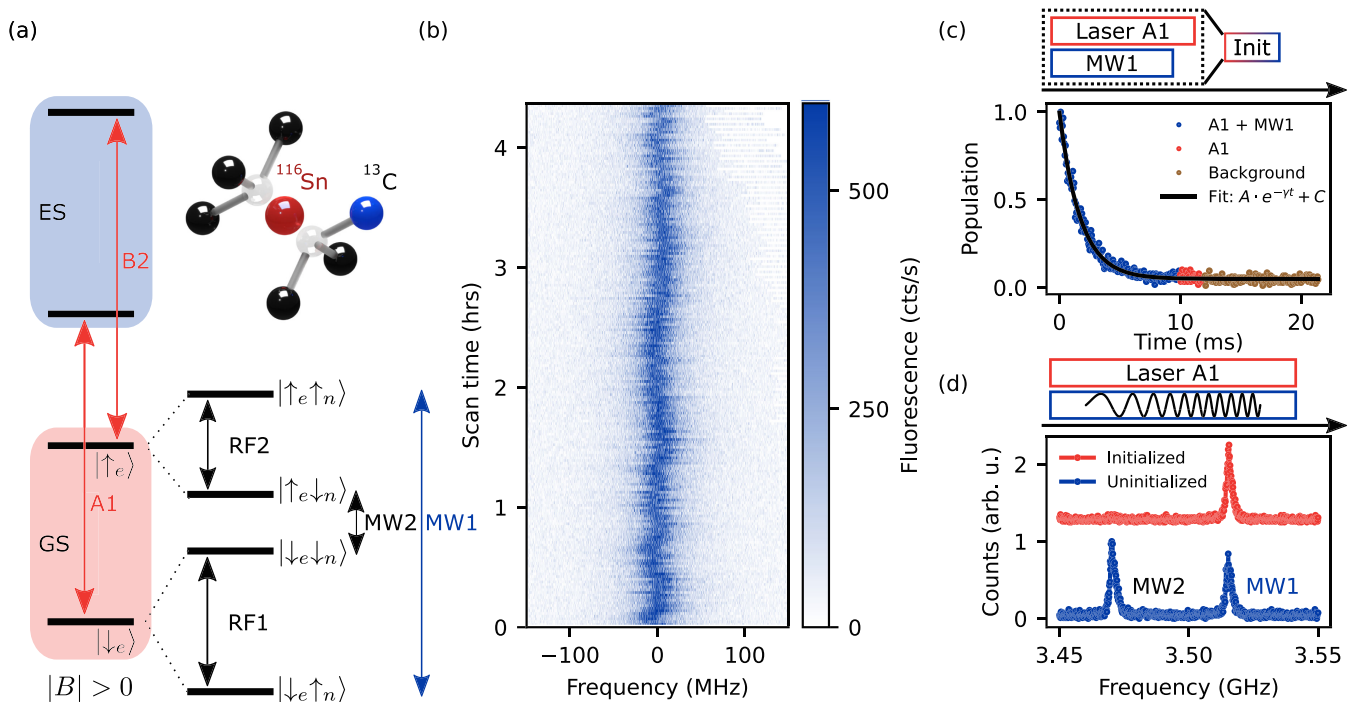 (a)
ES
B2
A1
GS
|↑e⟩
|↓e⟩
|B| > 0
116Sn
13C
|↑e↑n⟩
RF2
|↑e↓n⟩
MW2
MW1
|↓e↓n⟩
RF1
|↓e↑n⟩
(b)
Scan time (hrs)
4
3
2
1
0
−100
0
100
Frequency (MHz)
500
250
0
Fluorescence (cts/s)
(c)
Laser A1
MW1
Init
Population
1.0
0.5
0.0
A1 + MW1
A1
Background
Fit: A · e−γt + C
0
10
20
Time (ms)
(d)
Laser A1
Counts (arb. u.)
2
1
0
Initialized
Uninitialized
MW2
MW1
3.45
3.50
3.55
Frequency (GHz)